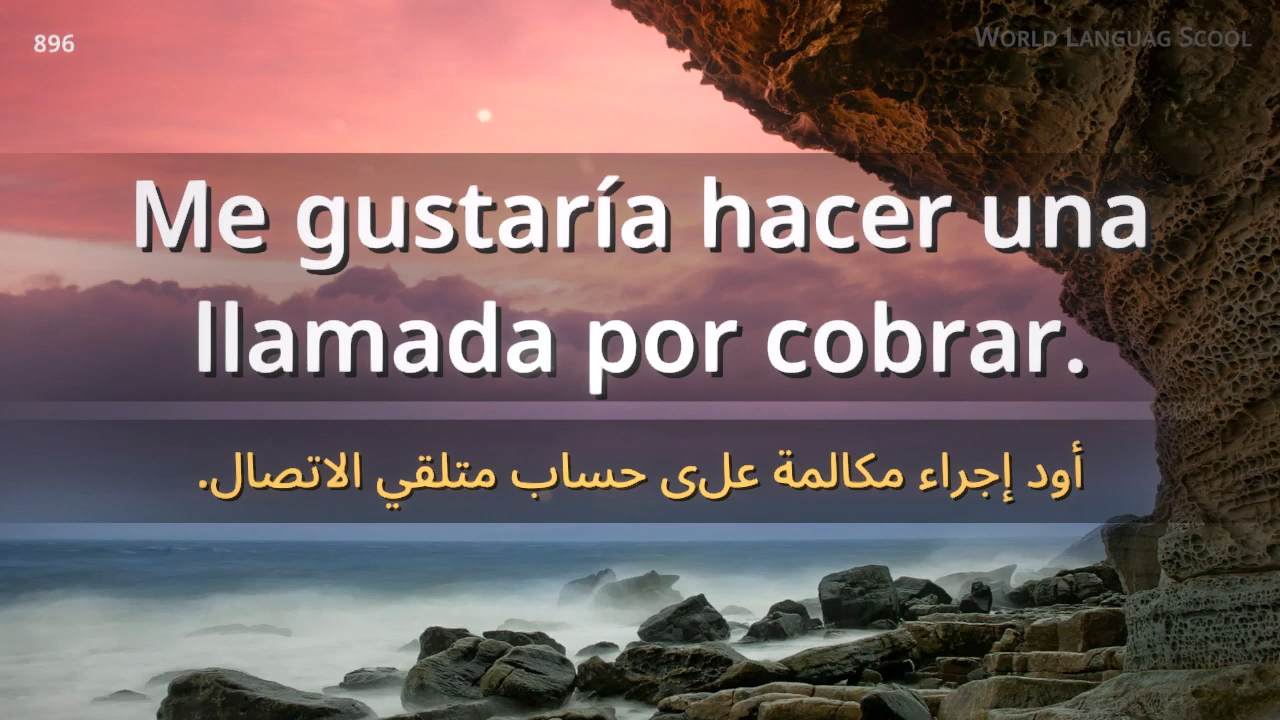 896
World Languag Scool
Me gustaría hacer una
llamada por cobrar.
أود إجراء مكالمة على حساب متلقي الاتصال.